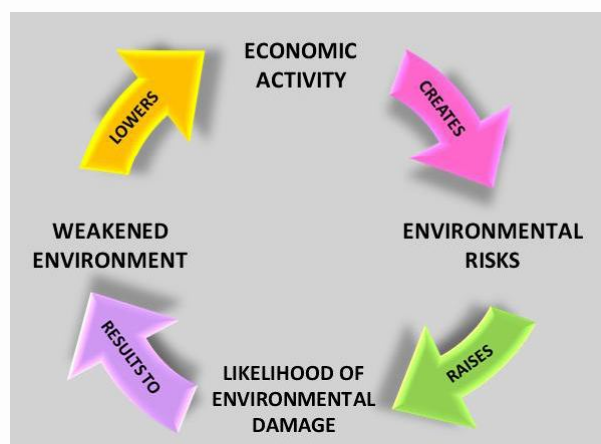 ECONOMIC
ACTIVITY
CREATES
ENVIRONMENTAL
RISKS
RAISES
LIKELIHOOD OF
ENVIRONMENTAL
DAMAGE
RESULTS TO
WEAKENED
ENVIRONMENT
LOWERS